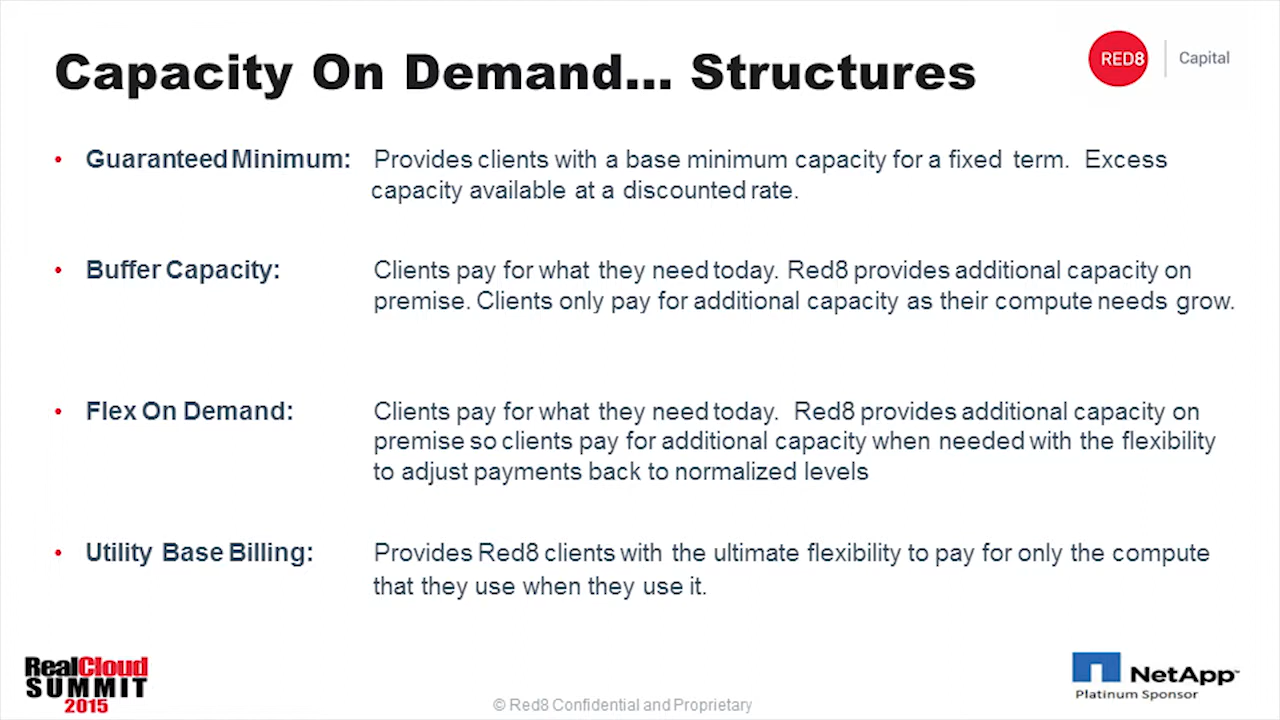 Capacity On Demand... Structures
RED8 Capital
• Guaranteed Minimum: Provides clients with a base minimum capacity for a fixed term. Excess
capacity available at a discounted rate.
• Buffer Capacity: Clients pay for what they need today. Red8 provides additional capacity on
premise. Clients only pay for additional capacity as their compute needs grow.
• Flex On Demand: Clients pay for what they need today. Red8 provides additional capacity on
premise so clients pay for additional capacity when needed with the flexibility
to adjust payments back to normalized levels
• Utility Base Billing: Provides Red8 clients with the ultimate flexibility to pay for only the compute
that they use when they use it.
RealCloud
SUMMIT
2015
© Red8 Confidential and Proprietary
NetApp™
Platinum Sponsor